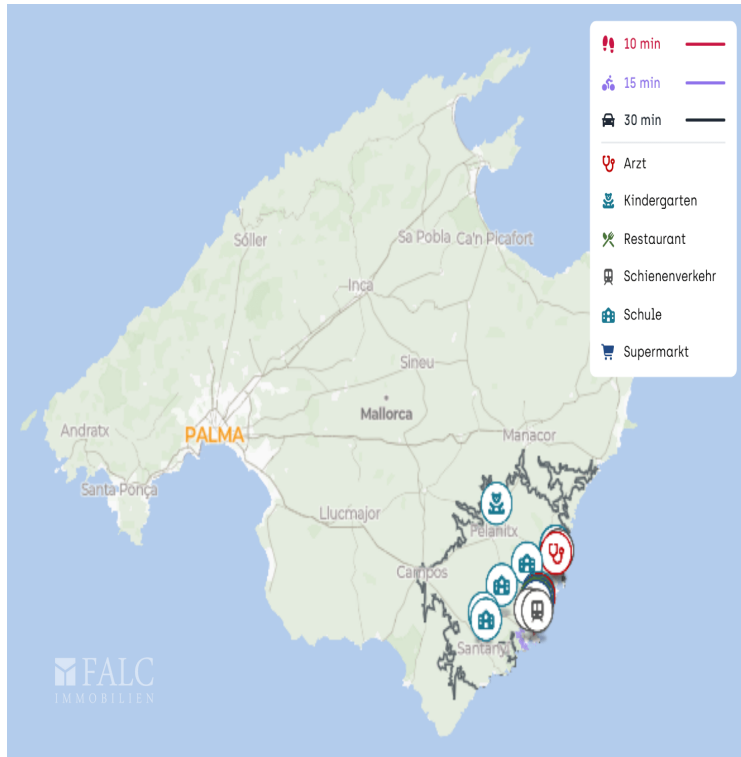 10 min
15 min
30 min
Arzt
Kindergarten
Restaurant
Schienenverkehr
Schule
Supermarkt
Sóller
Sa Pobla
Ca'n Picafort
Inca
Sineu
Mallorca
Andratx
PALMA
Manacor
Santa Ponça
Llucmajor
Felanitx
Campos
Santanyí
FALC
IMMOBILIEN